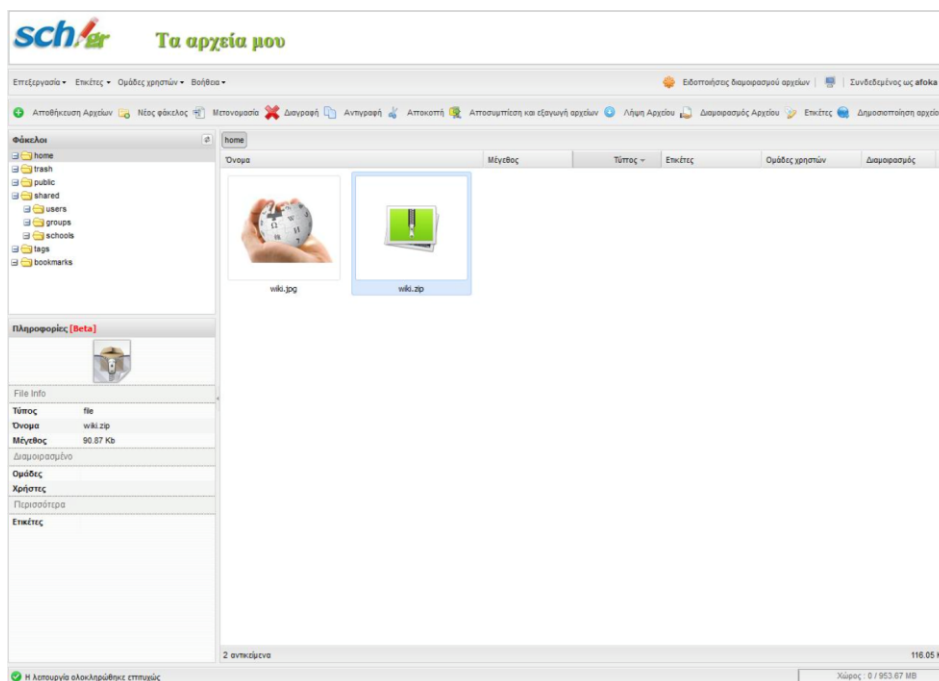 sch.gr
Τα αρχεία μου
Επεξεργασία Ετικέτες Ομάδες χρηστών Βοήθεια Ειδοποιήσεις διαμοιρασμού αρχείων Συνδεδεμένος ως afoka
Αποθήκευση Αρχείων Νέος φάκελος Μετονομασία Διαγραφή Αντιγραφή Αποκοπή Αποσυμπίεση και εξαγωγή αρχείων Λήψη Αρχείου Διαμοιρασμός Αρχείου Ετικέτες Δημοσιοποίηση αρχείο
Φάκελοι
home
trash
public
shared
users
groups
schools
tags
bookmarks
home
Όνομα Μέγεθος Τύπος Ετικέτες Ομάδες χρηστών Διαμοιρασμός
wiki.jpg wiki.zip
Πληροφορίες [Beta]
File Info
Τύπος file
Όνομα wiki.zip
Μέγεθος 90.87 Kb
Διαμοιρασμένο
Ομάδες
Χρήστες
Περισσότερα
Ετικέτες
2 αντικείμενα 116.05
Η λειτουργία ολοκληρώθηκε επιτυχώς Χώρος : 0 / 953.67 MB